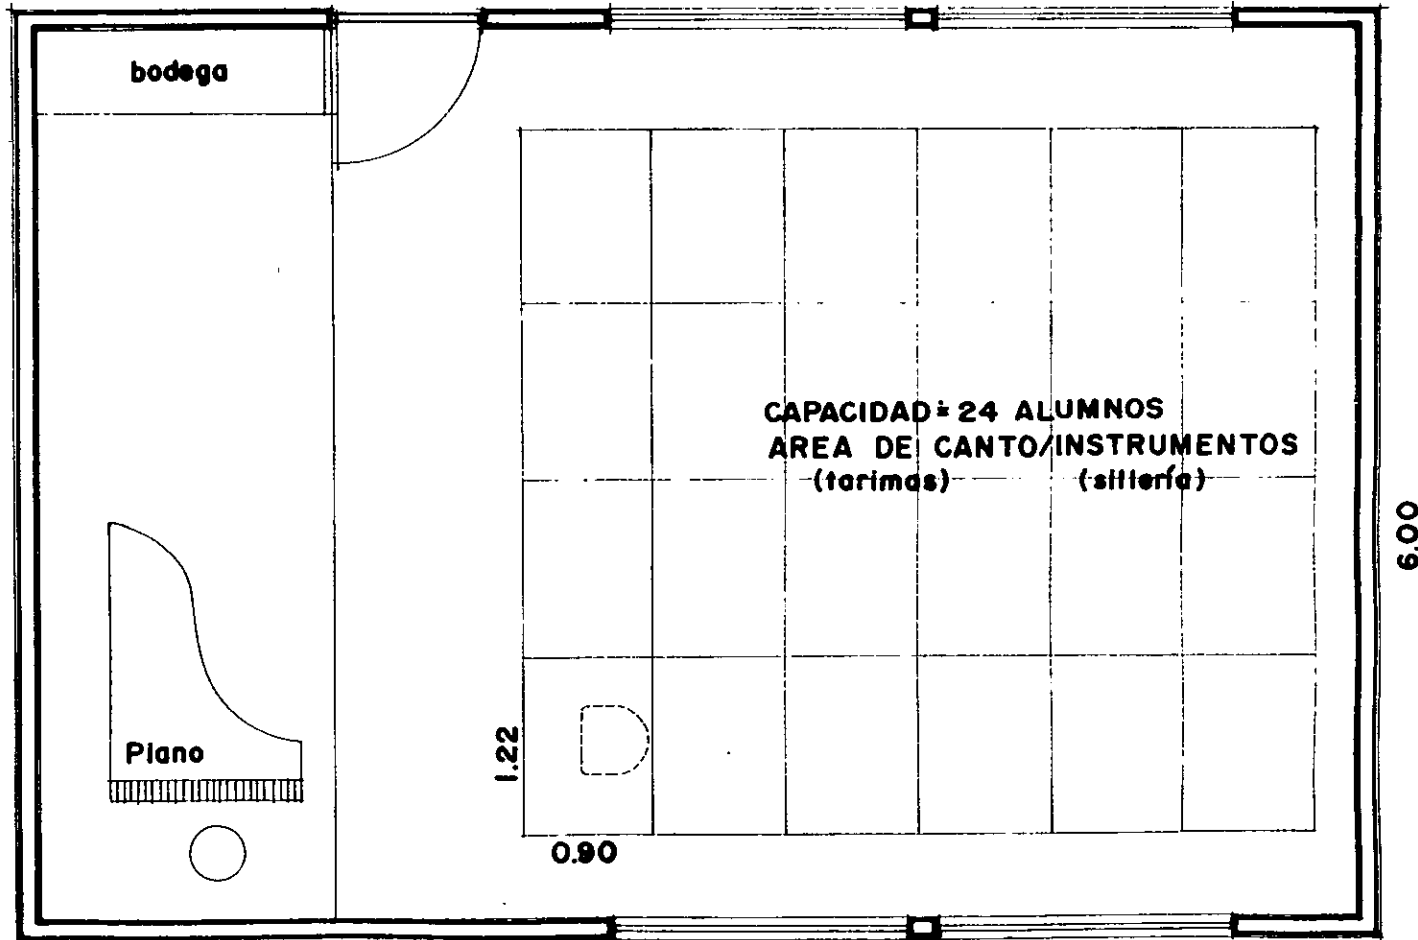 bodega
CAPACIDAD = 24 ALUMNOS
AREA DE CANTO/INSTRUMENTOS
(tarimas) (sillería)
6.00
Piano
1.22
0.90